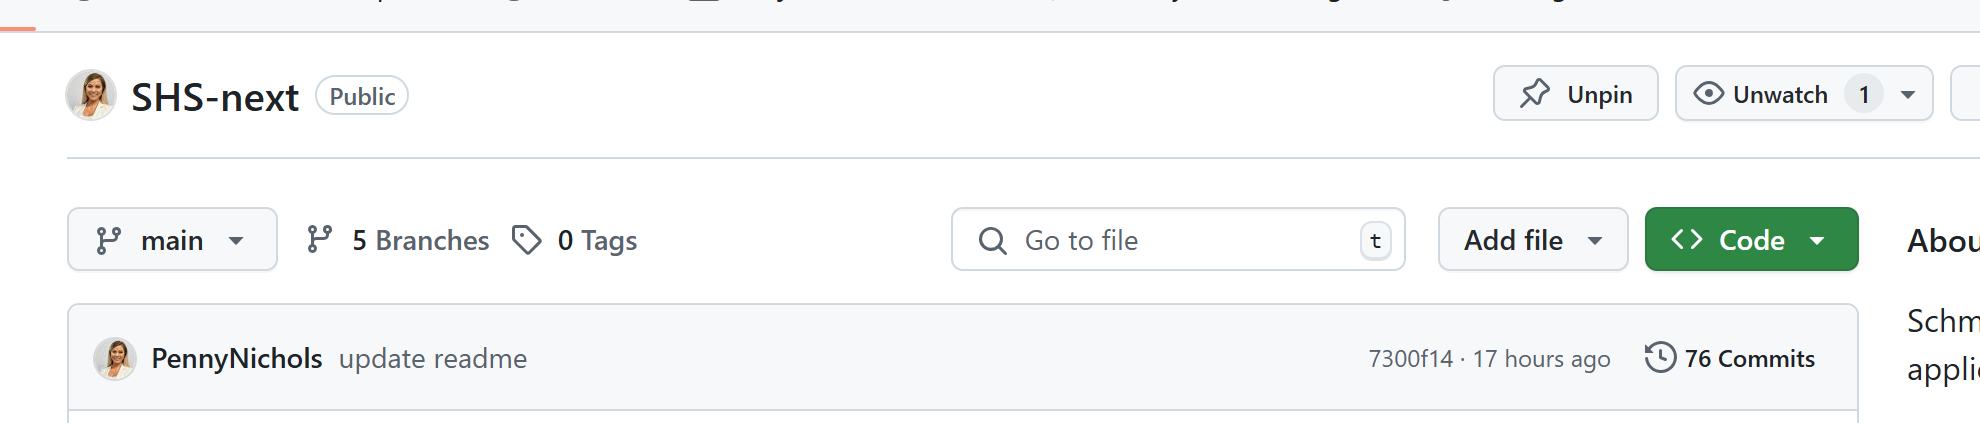 SHS-next Public Unpin Unwatch 1
main 5 Branches 0 Tags Go to file t Add file Code
PennyNichols update readme 7300f14 · 17 hours ago 76 Commits